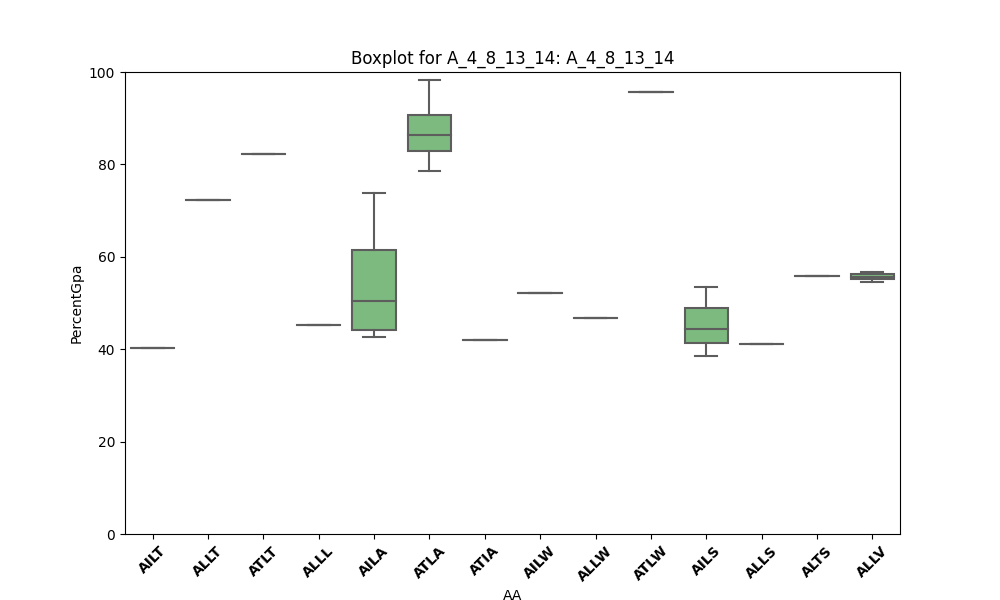 Boxplot for A_4_8_13_14: A_4_8_13_14
100
80
60
40
20
0
PercentGpa
AILT ALLT ATLT ALLL AILA ATLA ATIA AILW ALLW ATLW AILS ALLS ALTS ALLV
AA